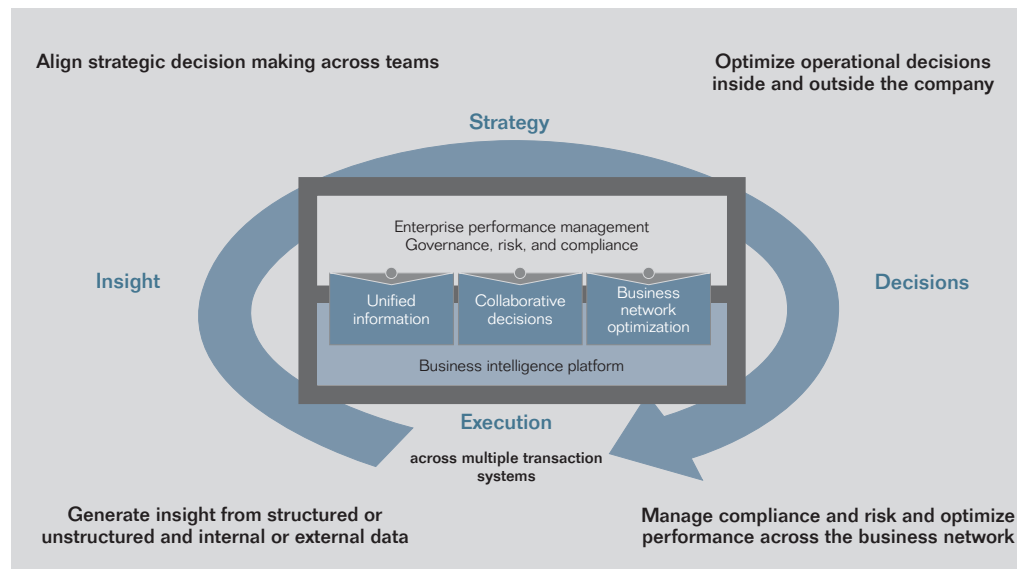 Align strategic decision making across teams
Optimize operational decisions
inside and outside the company
Strategy
Enterprise performance management
Governance, risk, and compliance
Insight
Decisions
Unified
information
Collaborative
decisions
Business
network
optimization
Business intelligence platform
Execution
across multiple transaction
systems
Generate insight from structured or
unstructured and internal or external data
Manage compliance and risk and optimize
performance across the business network